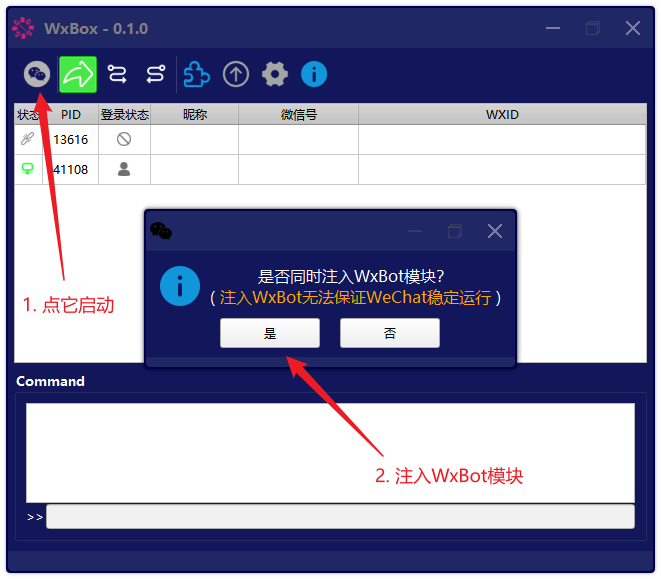 WxBox - 0.1.0
状态 PID 登录状态 昵称 微信号 WXID
13616
41108
是否同时注入WxBot模块?
( 注入WxBot无法保证WeChat稳定运行 )
是 否
1. 点它启动
Command
2. 注入WxBot模块
>>